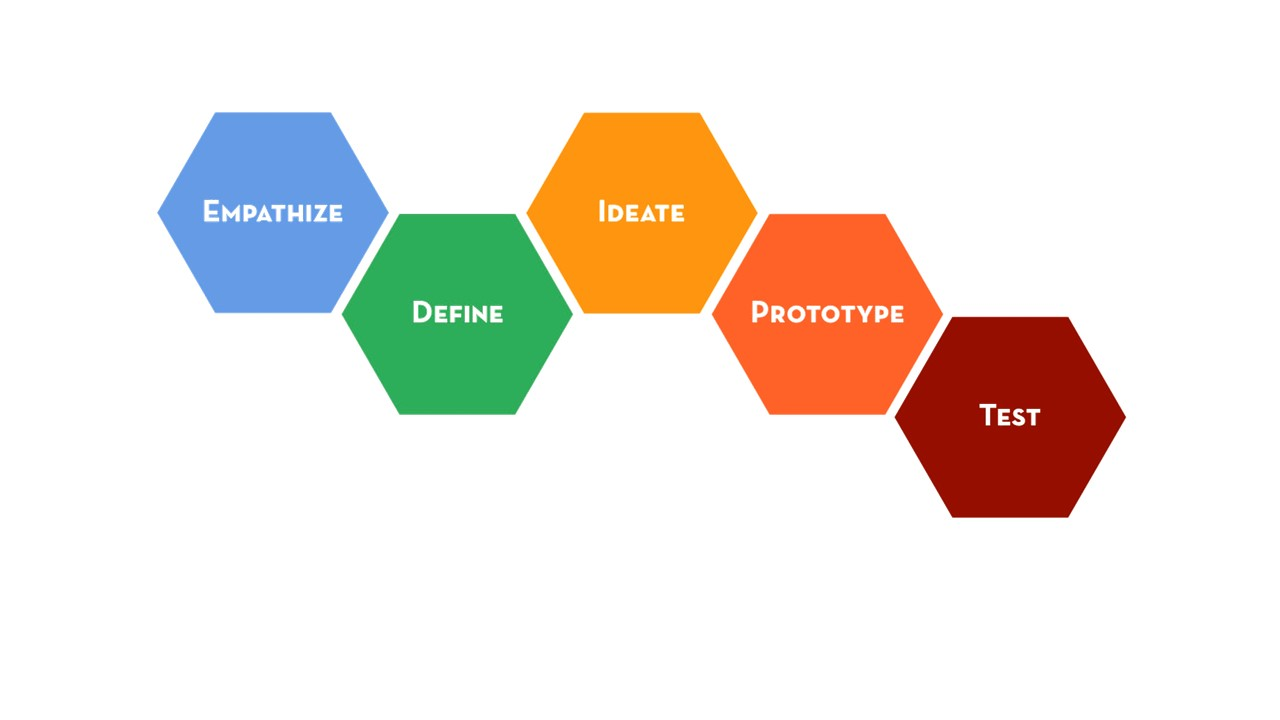 Empathize
Define
Ideate
Prototype
Test